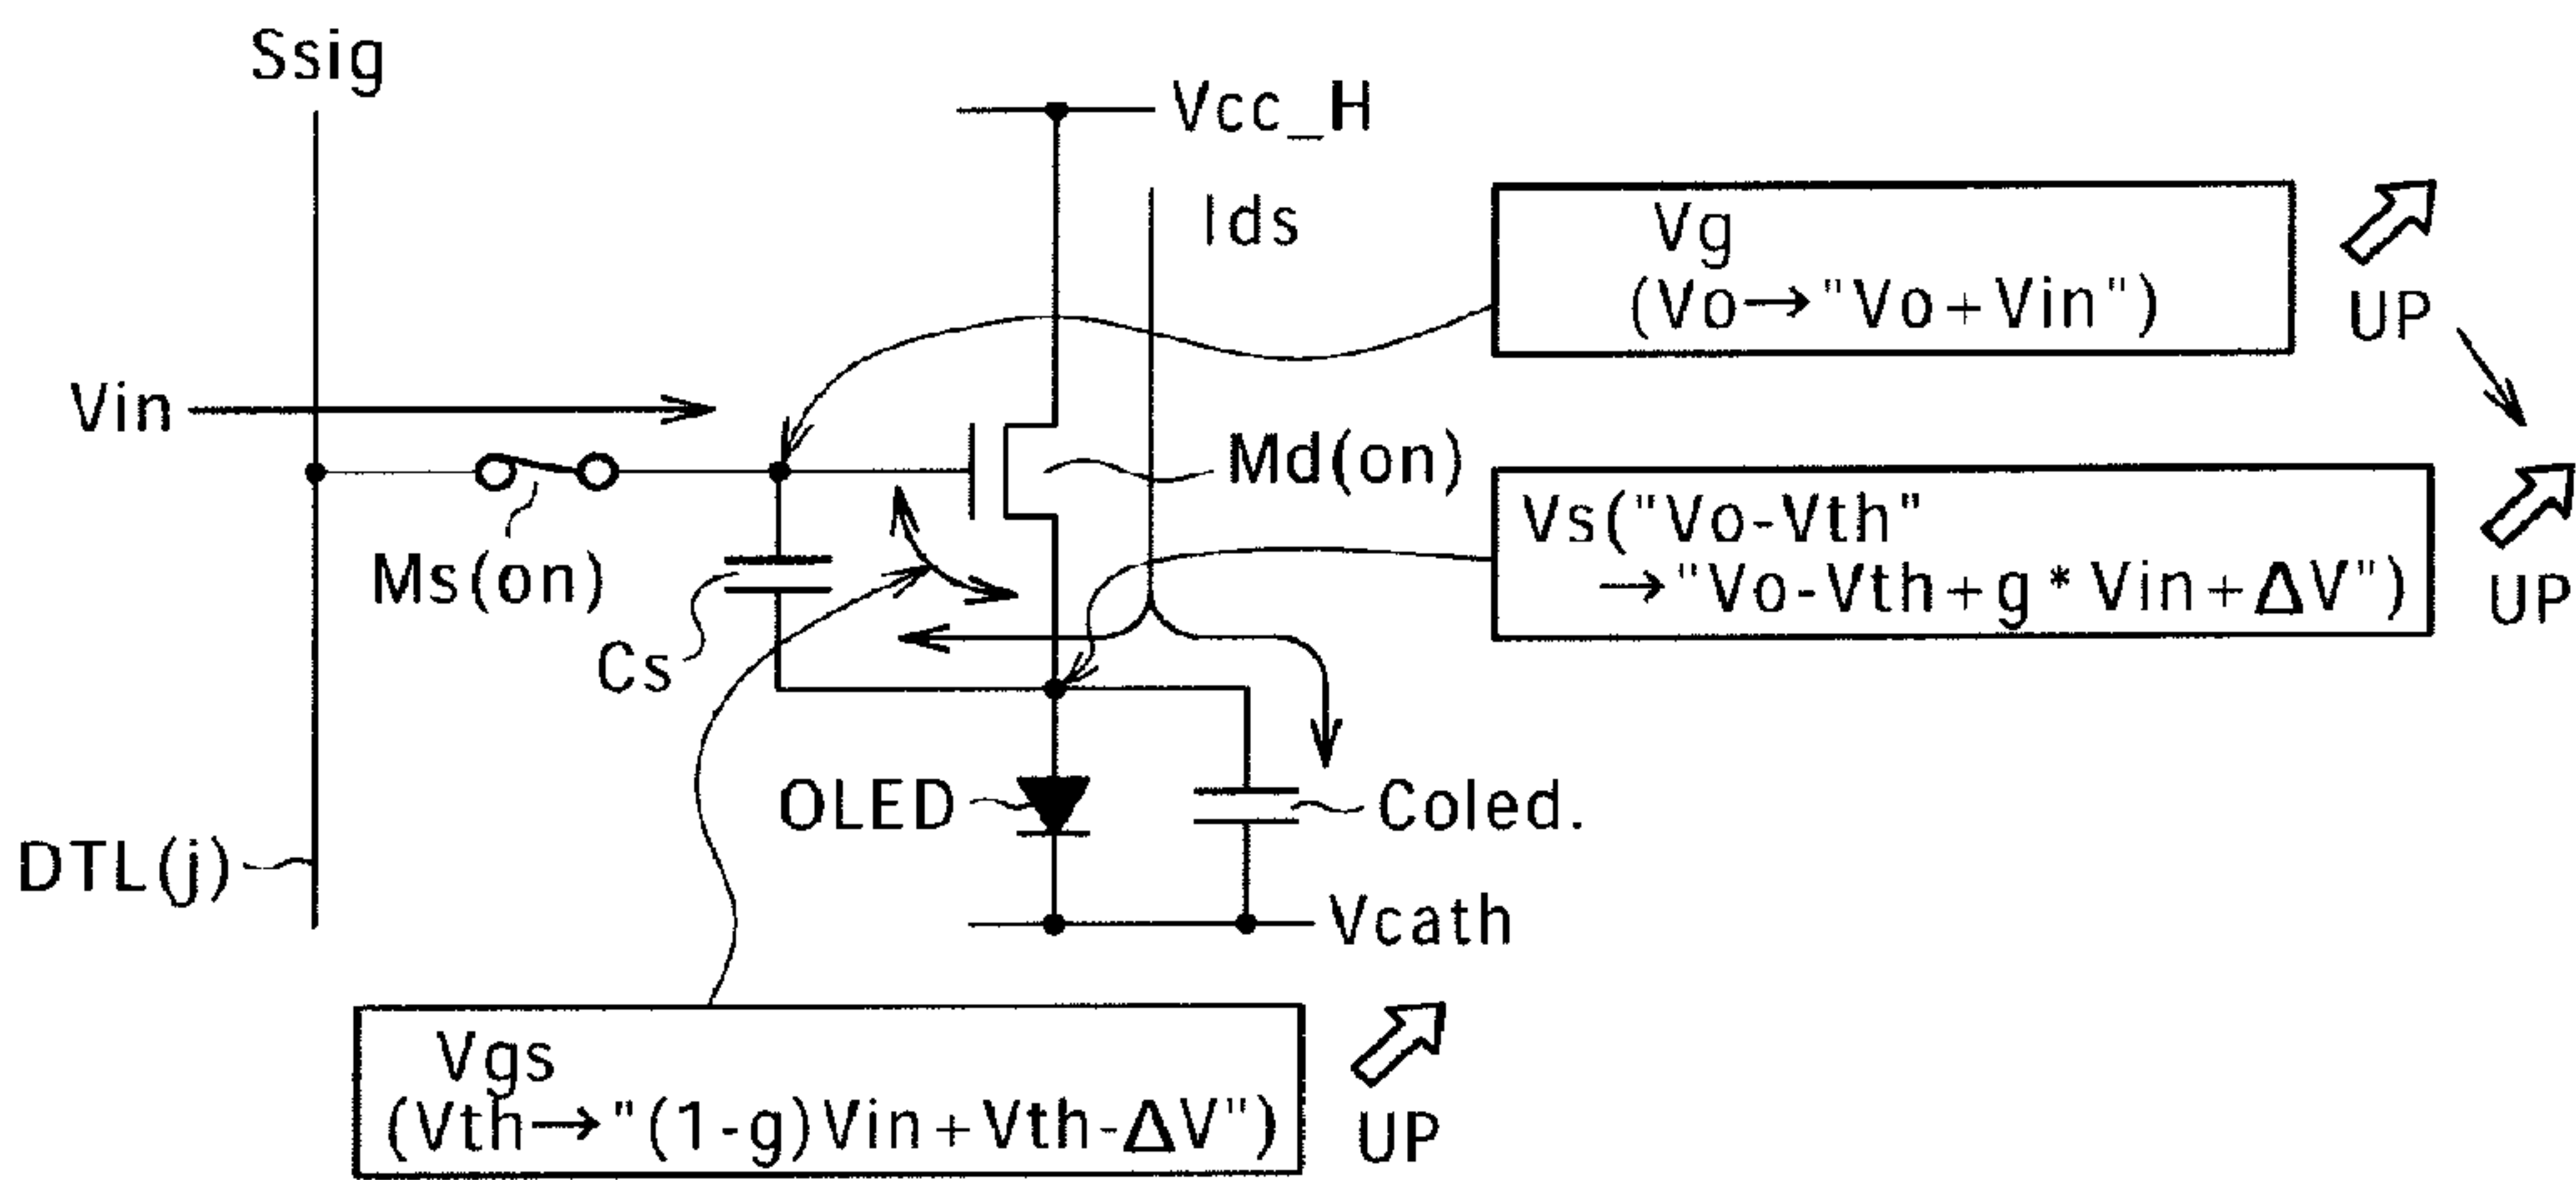 Ssig
Vcc_H
Ids
Vg
(Vo→"Vo+Vin")
UP
Vin
Md(on)
Vs("Vo-Vth"
→"Vo-Vth+g*Vin+ΔV")
UP
Ms(on)
Cs
OLED
Coled.
DTL(j)
Vcath
Vgs
(Vth→"(1-g)Vin+Vth-ΔV")
UP